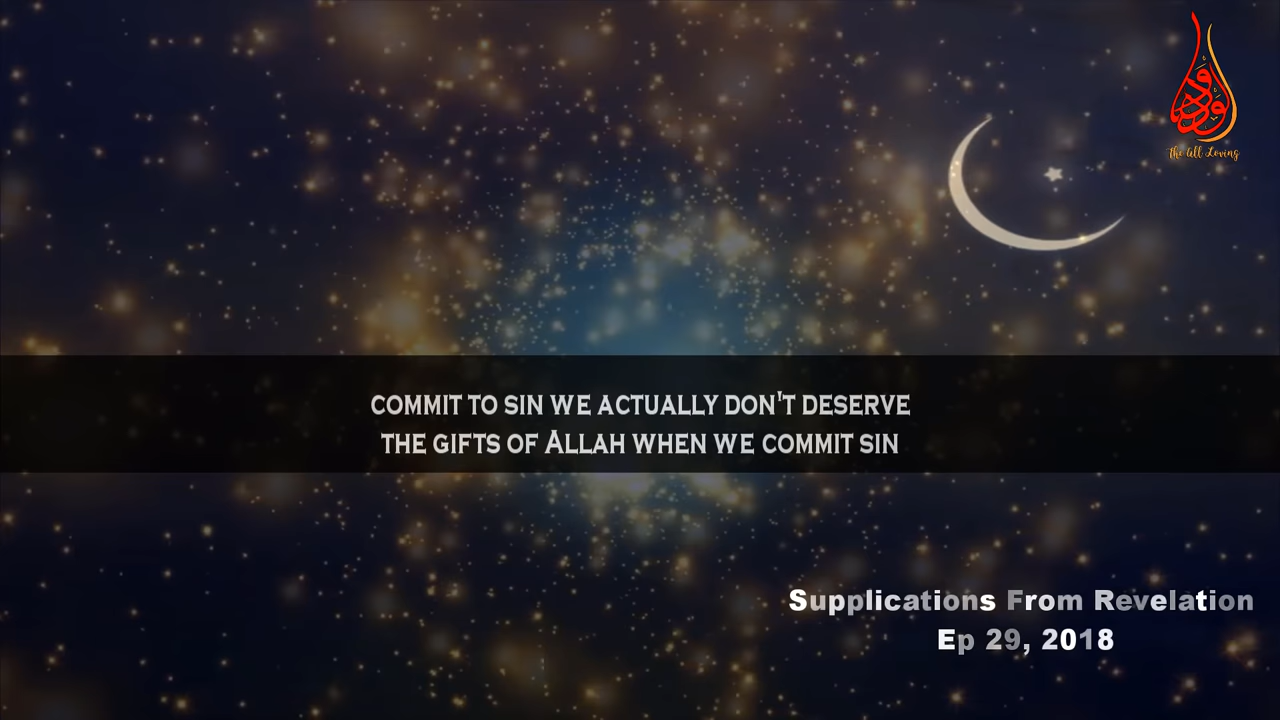 الودود
The All Loving
COMMIT TO SIN WE ACTUALLY DON'T DESERVE
THE GIFTS OF ALLAH WHEN WE COMMIT SIN
Supplications From Revelation
Ep 29, 2018